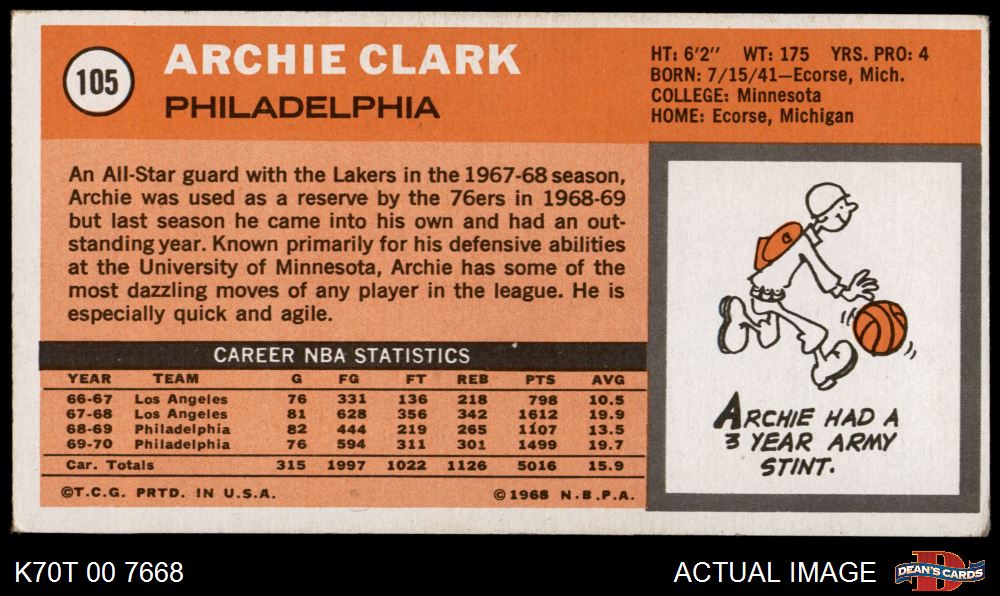 105
ARCHIE CLARK
PHILADELPHIA
HT: 6'2" WT: 175 YRS. PRO: 4
BORN: 7/15/41—Ecorse, Mich.
COLLEGE: Minnesota
HOME: Ecorse, Michigan
An All-Star guard with the Lakers in the 1967-68 season,
Archie was used as a reserve by the 76ers in 1968-69
but last season he came into his own and had an out-
standing year. Known primarily for his defensive abilities
at the University of Minnesota, Archie has some of the
most dazzling moves of any player in the league. He is
especially quick and agile.
CAREER NBA STATISTICS
YEAR TEAM G FG FT REB PTS AVG
66-67 Los Angeles 76 331 136 218 798 10.5
67-68 Los Angeles 81 628 356 342 1612 19.9
68-69 Philadelphia 82 444 219 265 1107 13.5
69-70 Philadelphia 76 594 311 301 1499 19.7
Car. Totals 315 1997 1022 1126 5016 15.9
©T.C.G. PRTD. IN U.S.A. ©1968 N.B.P.A.
ARCHIE HAD A
3 YEAR ARMY
STINT.
K70T 00 7668
ACTUAL IMAGE
DEAN'S CARDS